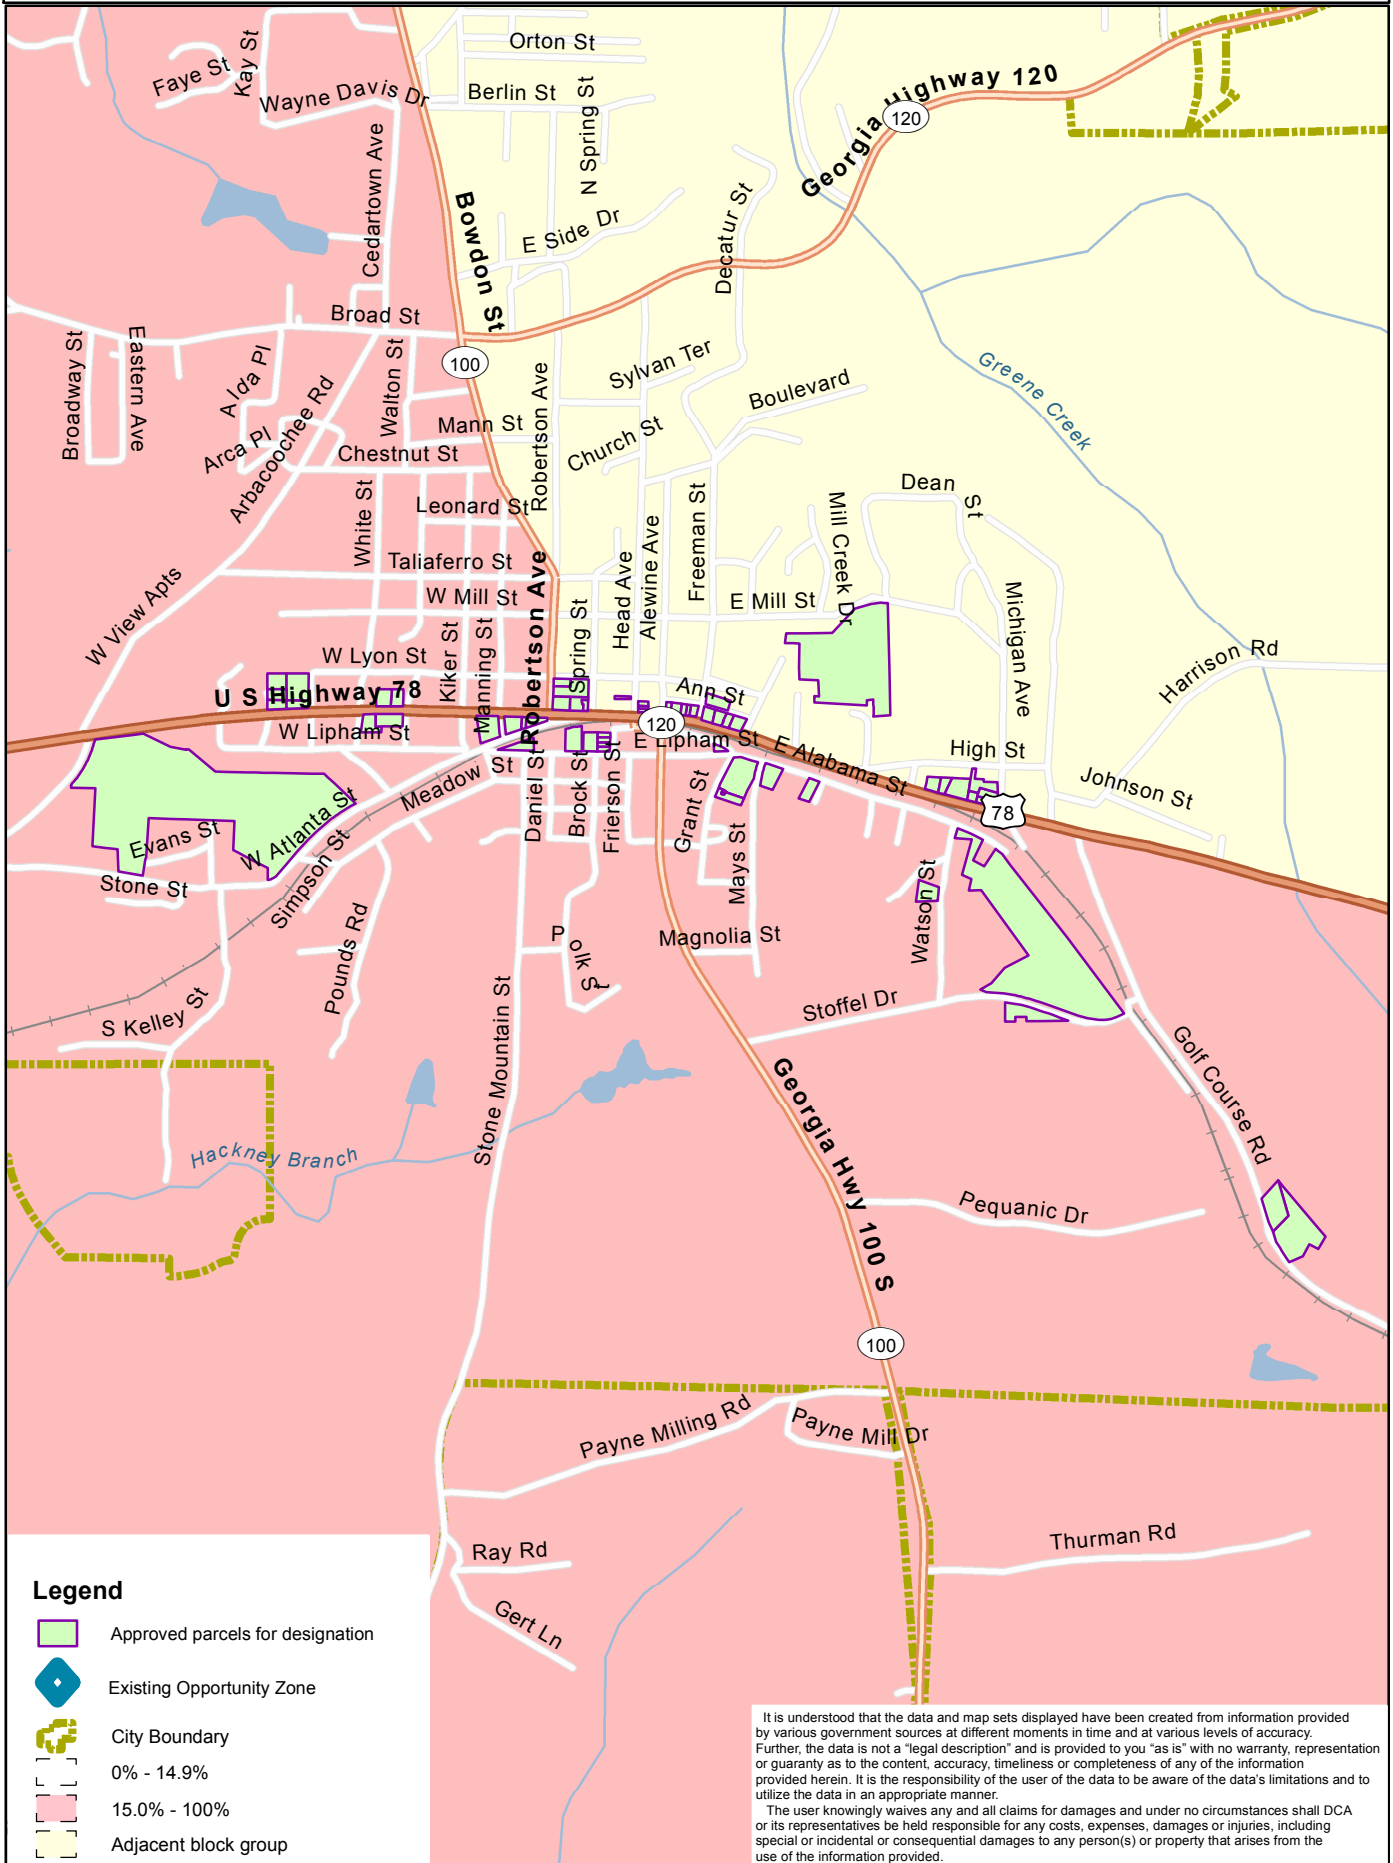 Orton St
Faye St
Kay St
Wayne Davis Dr
Berlin St
N Spring St
Georgia Highway 120
120
Cedartown Ave
Bowdon St
E Side Dr
Decatur St
Broad St
Broadway St
Eastern Ave
Alda Pl
Arca Pl
Arbacoochee Rd
Walton St
100
Robertson Ave
Sylvan Ter
Boulevard
Greene Creek
Mann St
Church St
Chestnut St
White St
Leonard St
Dean St
Taliaferro St
Robertson Ave
Head Ave
Alewine Ave
Freeman St
Mill Creek Dr
W Mill St
E Mill St
Michigan Ave
W View Apts
W Lyon St
Kiker St
Manning St
Spring St
Harrison Rd
U S Highway 78
Ann St
120
W Lipham St
E Lipham St
E Alabama St
High St
Johnson St
78
Meadow St
Daniel St
Brock St
Frierson St
Grant St
Mays St
Evans St
W Atlanta St
Simpson St
Stone St
Pounds Rd
Watson St
Polk St
Magnolia St
Stoffel Dr
S Kelley St
Stone Mountain St
Golf Course Rd
Georgia Hwy 100 S
Hackney Branch
Pequanic Dr
100
Payne Milling Rd
Payne Mill Dr
Ray Rd
Gert Ln
Thurman Rd
Legend
Approved parcels for designation
Existing Opportunity Zone
City Boundary
0% - 14.9%
15.0% - 100%
Adjacent block group
It is understood that the data and map sets displayed have been created from information provided
by various government sources at different moments in time and at various levels of accuracy.
Further, the data is not a “legal description” and is provided to you “as is” with no warranty, representation
or guaranty as to the content, accuracy, timeliness or completeness of any of the information
provided herein. It is the responsibility of the user of the data to be aware of the data’s limitations and to
utilize the data in an appropriate manner.
The user knowingly waives any and all claims for damages and under no circumstances shall DCA
or its representatives be held responsible for any costs, expenses, damages or injuries, including
special or incidental or consequential damages to any person(s) or property that arises from the
use of the information provided.